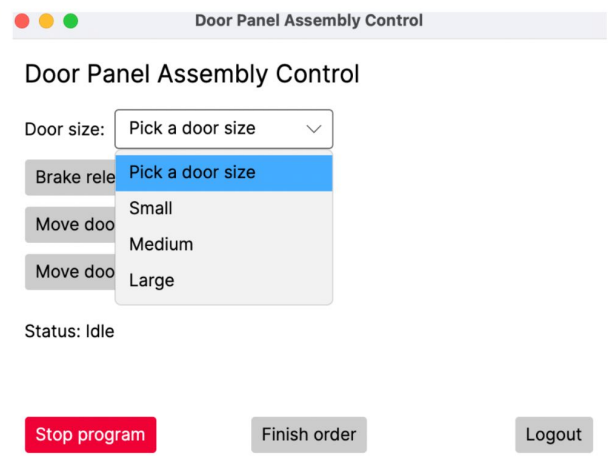 Door Panel Assembly Control
Door Panel Assembly Control
Door size: Pick a door size
Pick a door size
Brake rele
Small
Move doo
Medium
Move doo
Large
Status: Idle
Stop program Finish order Logout